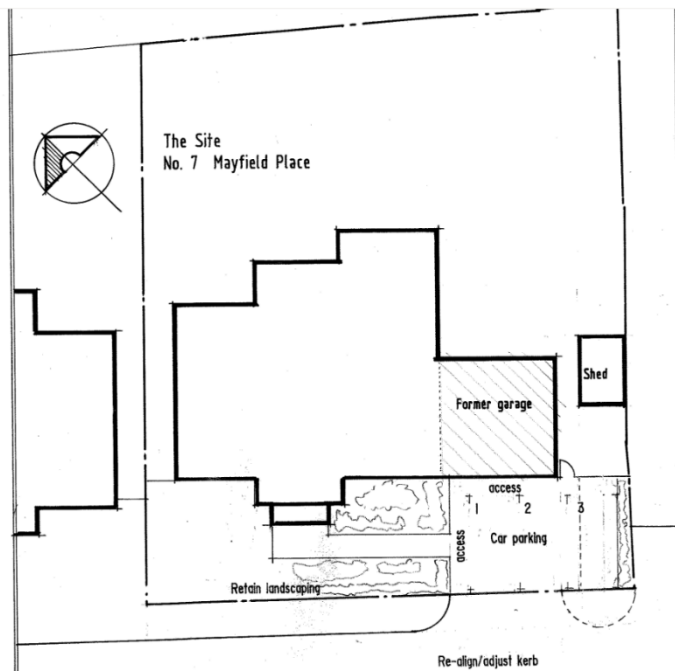 The Site
No. 7 Mayfield Place
Shed
Former garage
access
1
2
3
Car parking
access
Retain landscaping
Re-align/adjust kerb